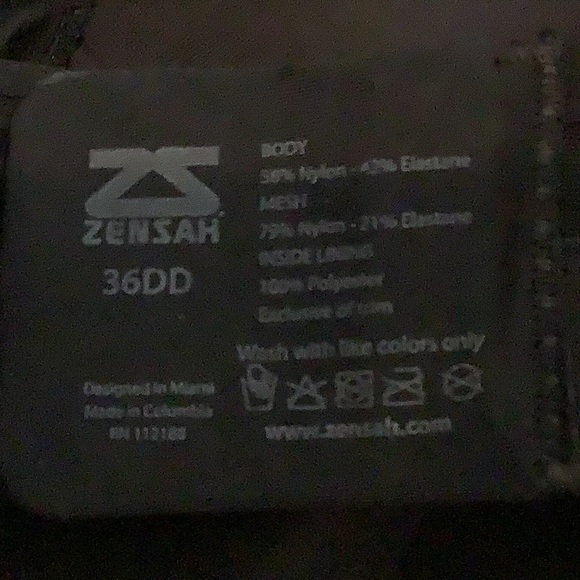 ZENSAH
36DD
Designed in Miami
Made in Colombia
RN 112188
BODY
58% Nylon - 42% Elastane
MESH
79% Nylon - 21% Elastane
INSIDE LINING
100% Polyester
Exclusive of trim
Wash with like colors only
www.zensah.com